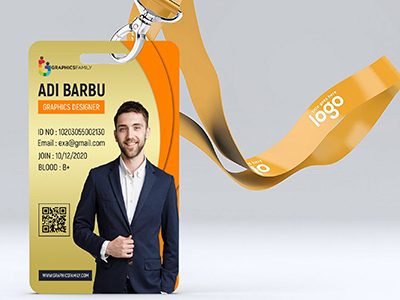 GRAPHICSFAMILY
ADI BARBU
GRAPHICS DESIGNER
ID NO : 10203055002130
Email : exa@gmail.com
JOIN : 10/12/2020
BLOOD : B+
WWW.GRAPHICSFAMILY.COM
logo